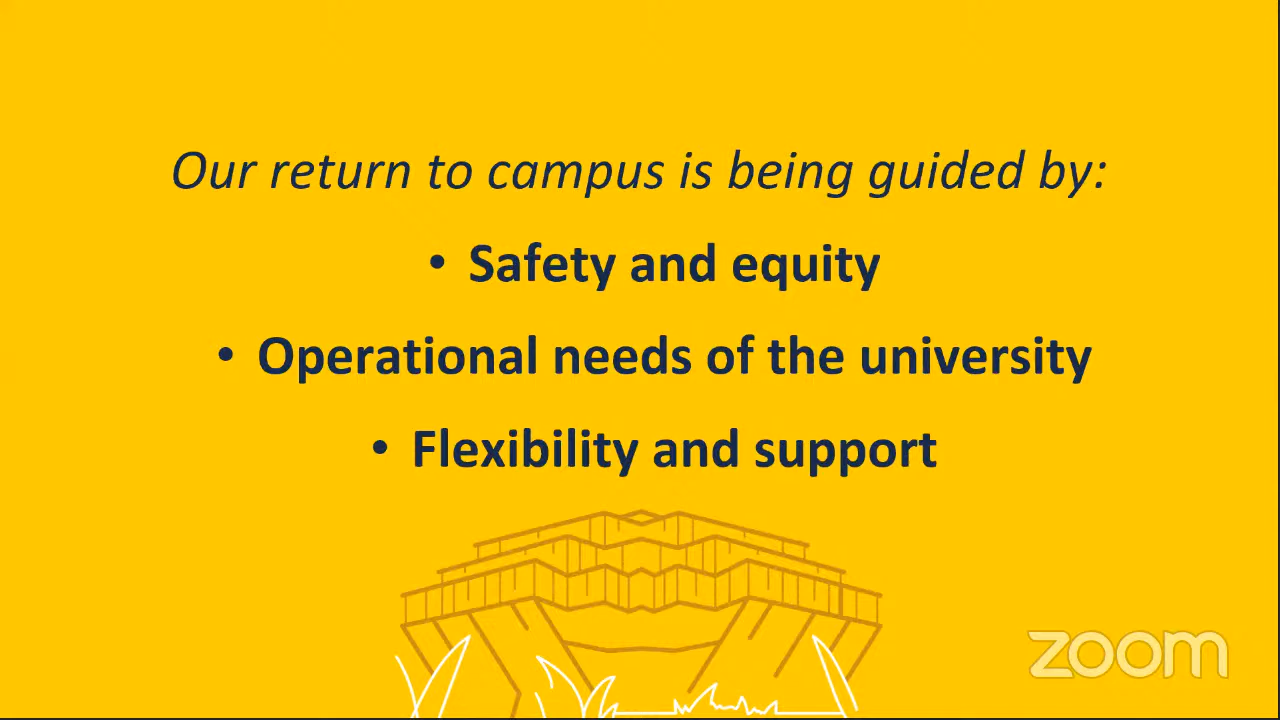 Our return to campus is being guided by:
• Safety and equity
• Operational needs of the university
• Flexibility and support
zoom